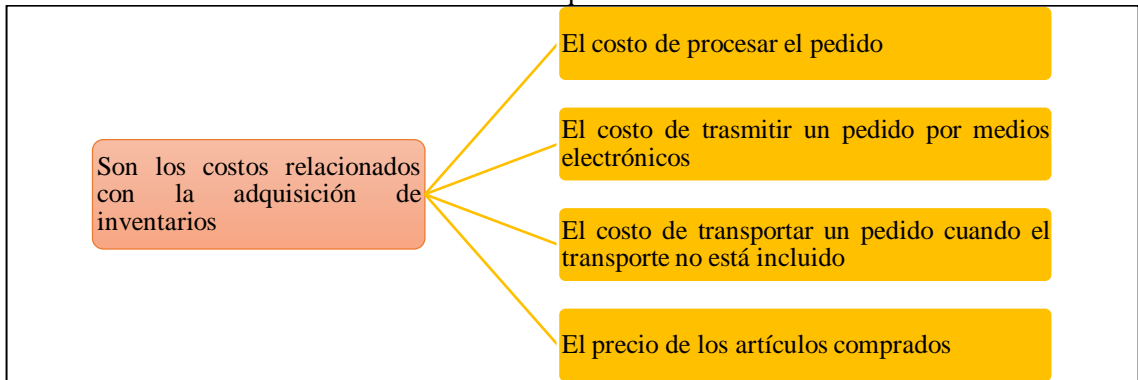 Son los costos relacionados
con la adquisición de
inventarios
El costo de procesar el pedido
El costo de trasmitir un pedido por medios
electrónicos
El costo de transportar un pedido cuando el
transporte no está incluido
El precio de los artículos comprados